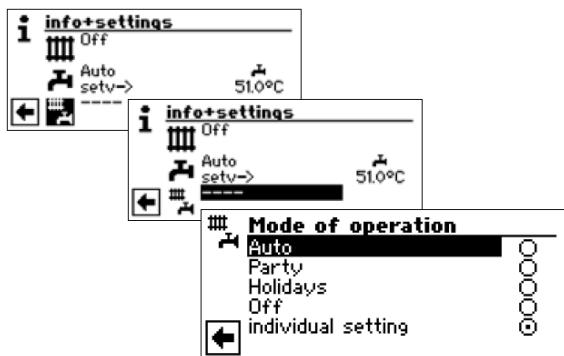 info+settings
Off
Auto
setv->
51.0°C
----
info+settings
Off
Auto
setv->
51.0°C
----
Mode of operation
Auto
Party
Holidays
Off
individual setting